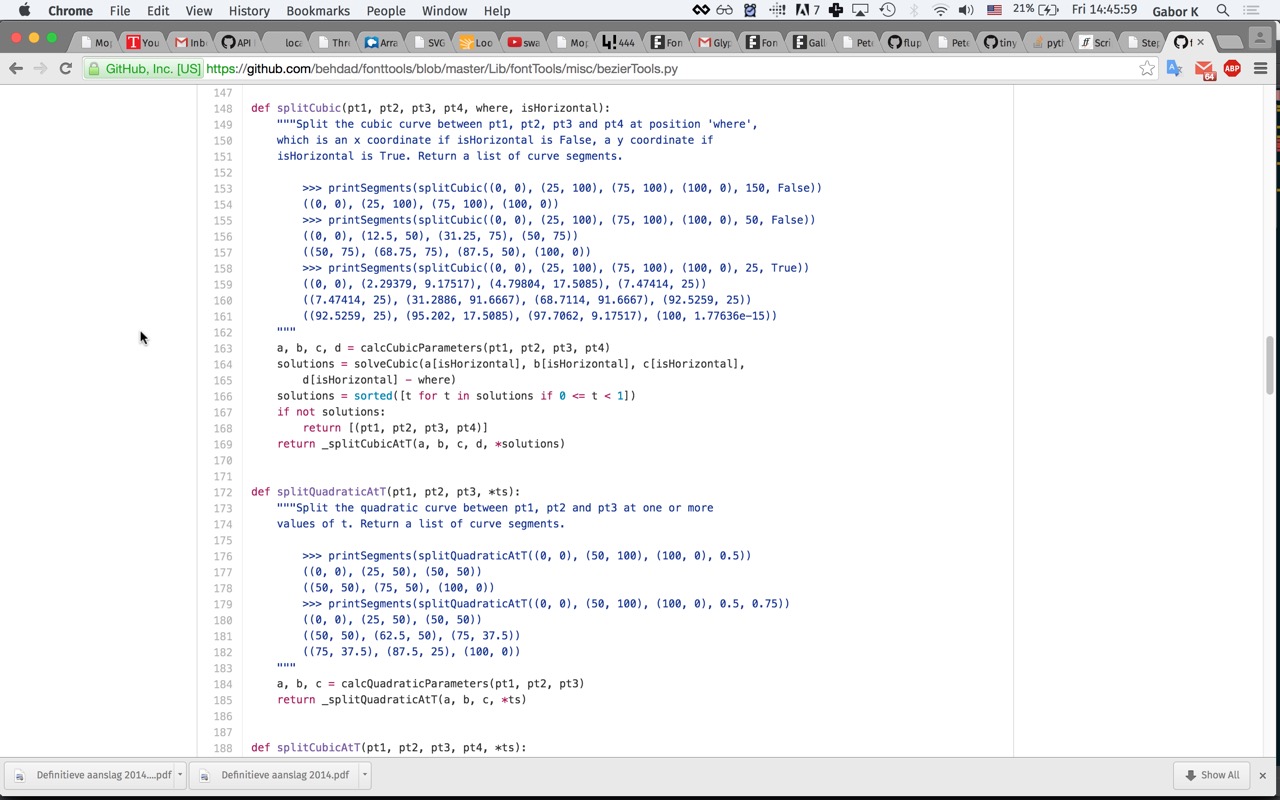 Chrome File Edit View History Bookmarks People Window Help 7 21% Fri 14:45:59 Gabor K
Mo You Inb API loca Thr Arra SVG Loo swa Mo 444 Fon Gly Fon Gall Pete flup Pete tiny pyth Scri Step f
GitHub, Inc. [US] https://github.com/behdad/fonttools/blob/master/Lib/fontTools/misc/bezierTools.py 64 ABP
147
148 def splitCubic(pt1, pt2, pt3, pt4, where, isHorizontal):
149 """Split the cubic curve between pt1, pt2, pt3 and pt4 at position 'where',
150 which is an x coordinate if isHorizontal is False, a y coordinate if
151 isHorizontal is True. Return a list of curve segments.
152
153 >>> printSegments(splitCubic((0, 0), (25, 100), (75, 100), (100, 0), 150, False))
154 ((0, 0), (25, 100), (75, 100), (100, 0))
155 >>> printSegments(splitCubic((0, 0), (25, 100), (75, 100), (100, 0), 50, False))
156 ((0, 0), (12.5, 50), (31.25, 75), (50, 75))
157 ((50, 75), (68.75, 75), (87.5, 50), (100, 0))
158 >>> printSegments(splitCubic((0, 0), (25, 100), (75, 100), (100, 0), 25, True))
159 ((0, 0), (2.29379, 9.17517), (4.79804, 17.5085), (7.47414, 25))
160 ((7.47414, 25), (31.2886, 91.6667), (68.7114, 91.6667), (92.5259, 25))
161 ((92.5259, 25), (95.202, 17.5085), (97.7062, 9.17517), (100, 1.77636e-15))
162 """
163 a, b, c, d = calcCubicParameters(pt1, pt2, pt3, pt4)
164 solutions = solveCubic(a[isHorizontal], b[isHorizontal], c[isHorizontal],
165 d[isHorizontal] - where)
166 solutions = sorted([t for t in solutions if 0 <= t < 1])
167 if not solutions:
168 return [(pt1, pt2, pt3, pt4)]
169 return _splitCubicAtT(a, b, c, d, *solutions)
170
171
172 def splitQuadraticAtT(pt1, pt2, pt3, *ts):
173 """Split the quadratic curve between pt1, pt2 and pt3 at one or more
174 values of t. Return a list of curve segments.
175
176 >>> printSegments(splitQuadraticAtT((0, 0), (50, 100), (100, 0), 0.5))
177 ((0, 0), (25, 50), (50, 50))
178 ((50, 50), (75, 50), (100, 0))
179 >>> printSegments(splitQuadraticAtT((0, 0), (50, 100), (100, 0), 0.5, 0.75))
180 ((0, 0), (25, 50), (50, 50))
181 ((50, 50), (62.5, 50), (75, 37.5))
182 ((75, 37.5), (87.5, 25), (100, 0))
183 """
184 a, b, c = calcQuadraticParameters(pt1, pt2, pt3)
185 return _splitQuadraticAtT(a, b, c, *ts)
186
187
188 def splitCubicAtT(pt1, pt2, pt3, pt4, *ts):
Definitieve aanslag 2014....pdf Definitieve aanslag 2014.pdf Show All